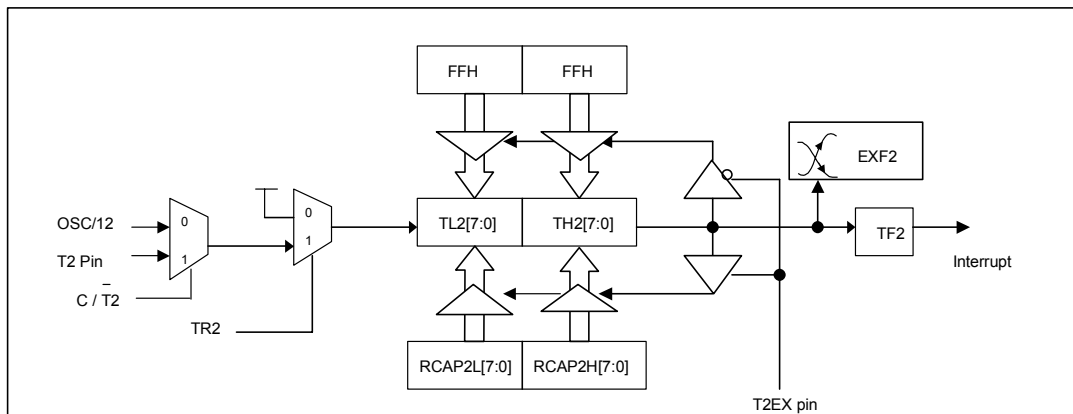 FFH FFH
EXF2
OSC/12
0
0
T2 Pin
1
1
C / T̅2
TR2
TL2[7:0] TH2[7:0]
TF2
Interrupt
RCAP2L[7:0] RCAP2H[7:0]
T2EX pin